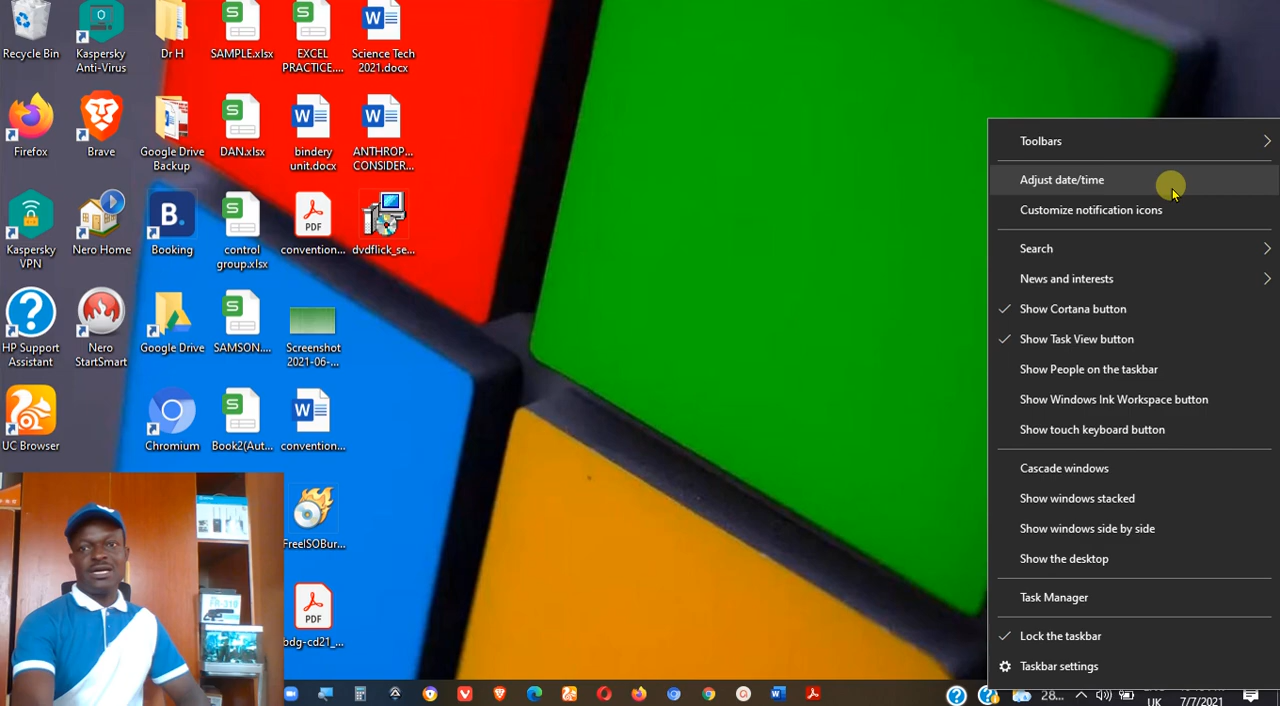 Recycle Bin
Kaspersky
Anti-Virus
Dr H
SAMPLE.xlsx
EXCEL
PRACTICE....
Science Tech
2021.docx
Firefox
Brave
Google Drive
Backup
DAN.xlsx
bindery
unit.docx
ANTHROP...
CONSIDER...
Kaspersky
VPN
Nero Home
B.
Booking
control
group.xlsx
PDF
convention...
dvdflick_se...
HP Support
Assistant
Nero
StartSmart
Google Drive
SAMSON....
Screenshot
2021-06-...
UC Browser
Chromium
Book2(Aut...
convention...
FreeISOBur...
PDF
bdg-cd21_...
Toolbars
Adjust date/time
Customize notification icons
Search
News and interests
Show Cortana button
Show Task View button
Show People on the taskbar
Show Windows Ink Workspace button
Show touch keyboard button
Cascade windows
Show windows stacked
Show windows side by side
Show the desktop
Task Manager
Lock the taskbar
Taskbar settings
28...
UK
7/7/2021